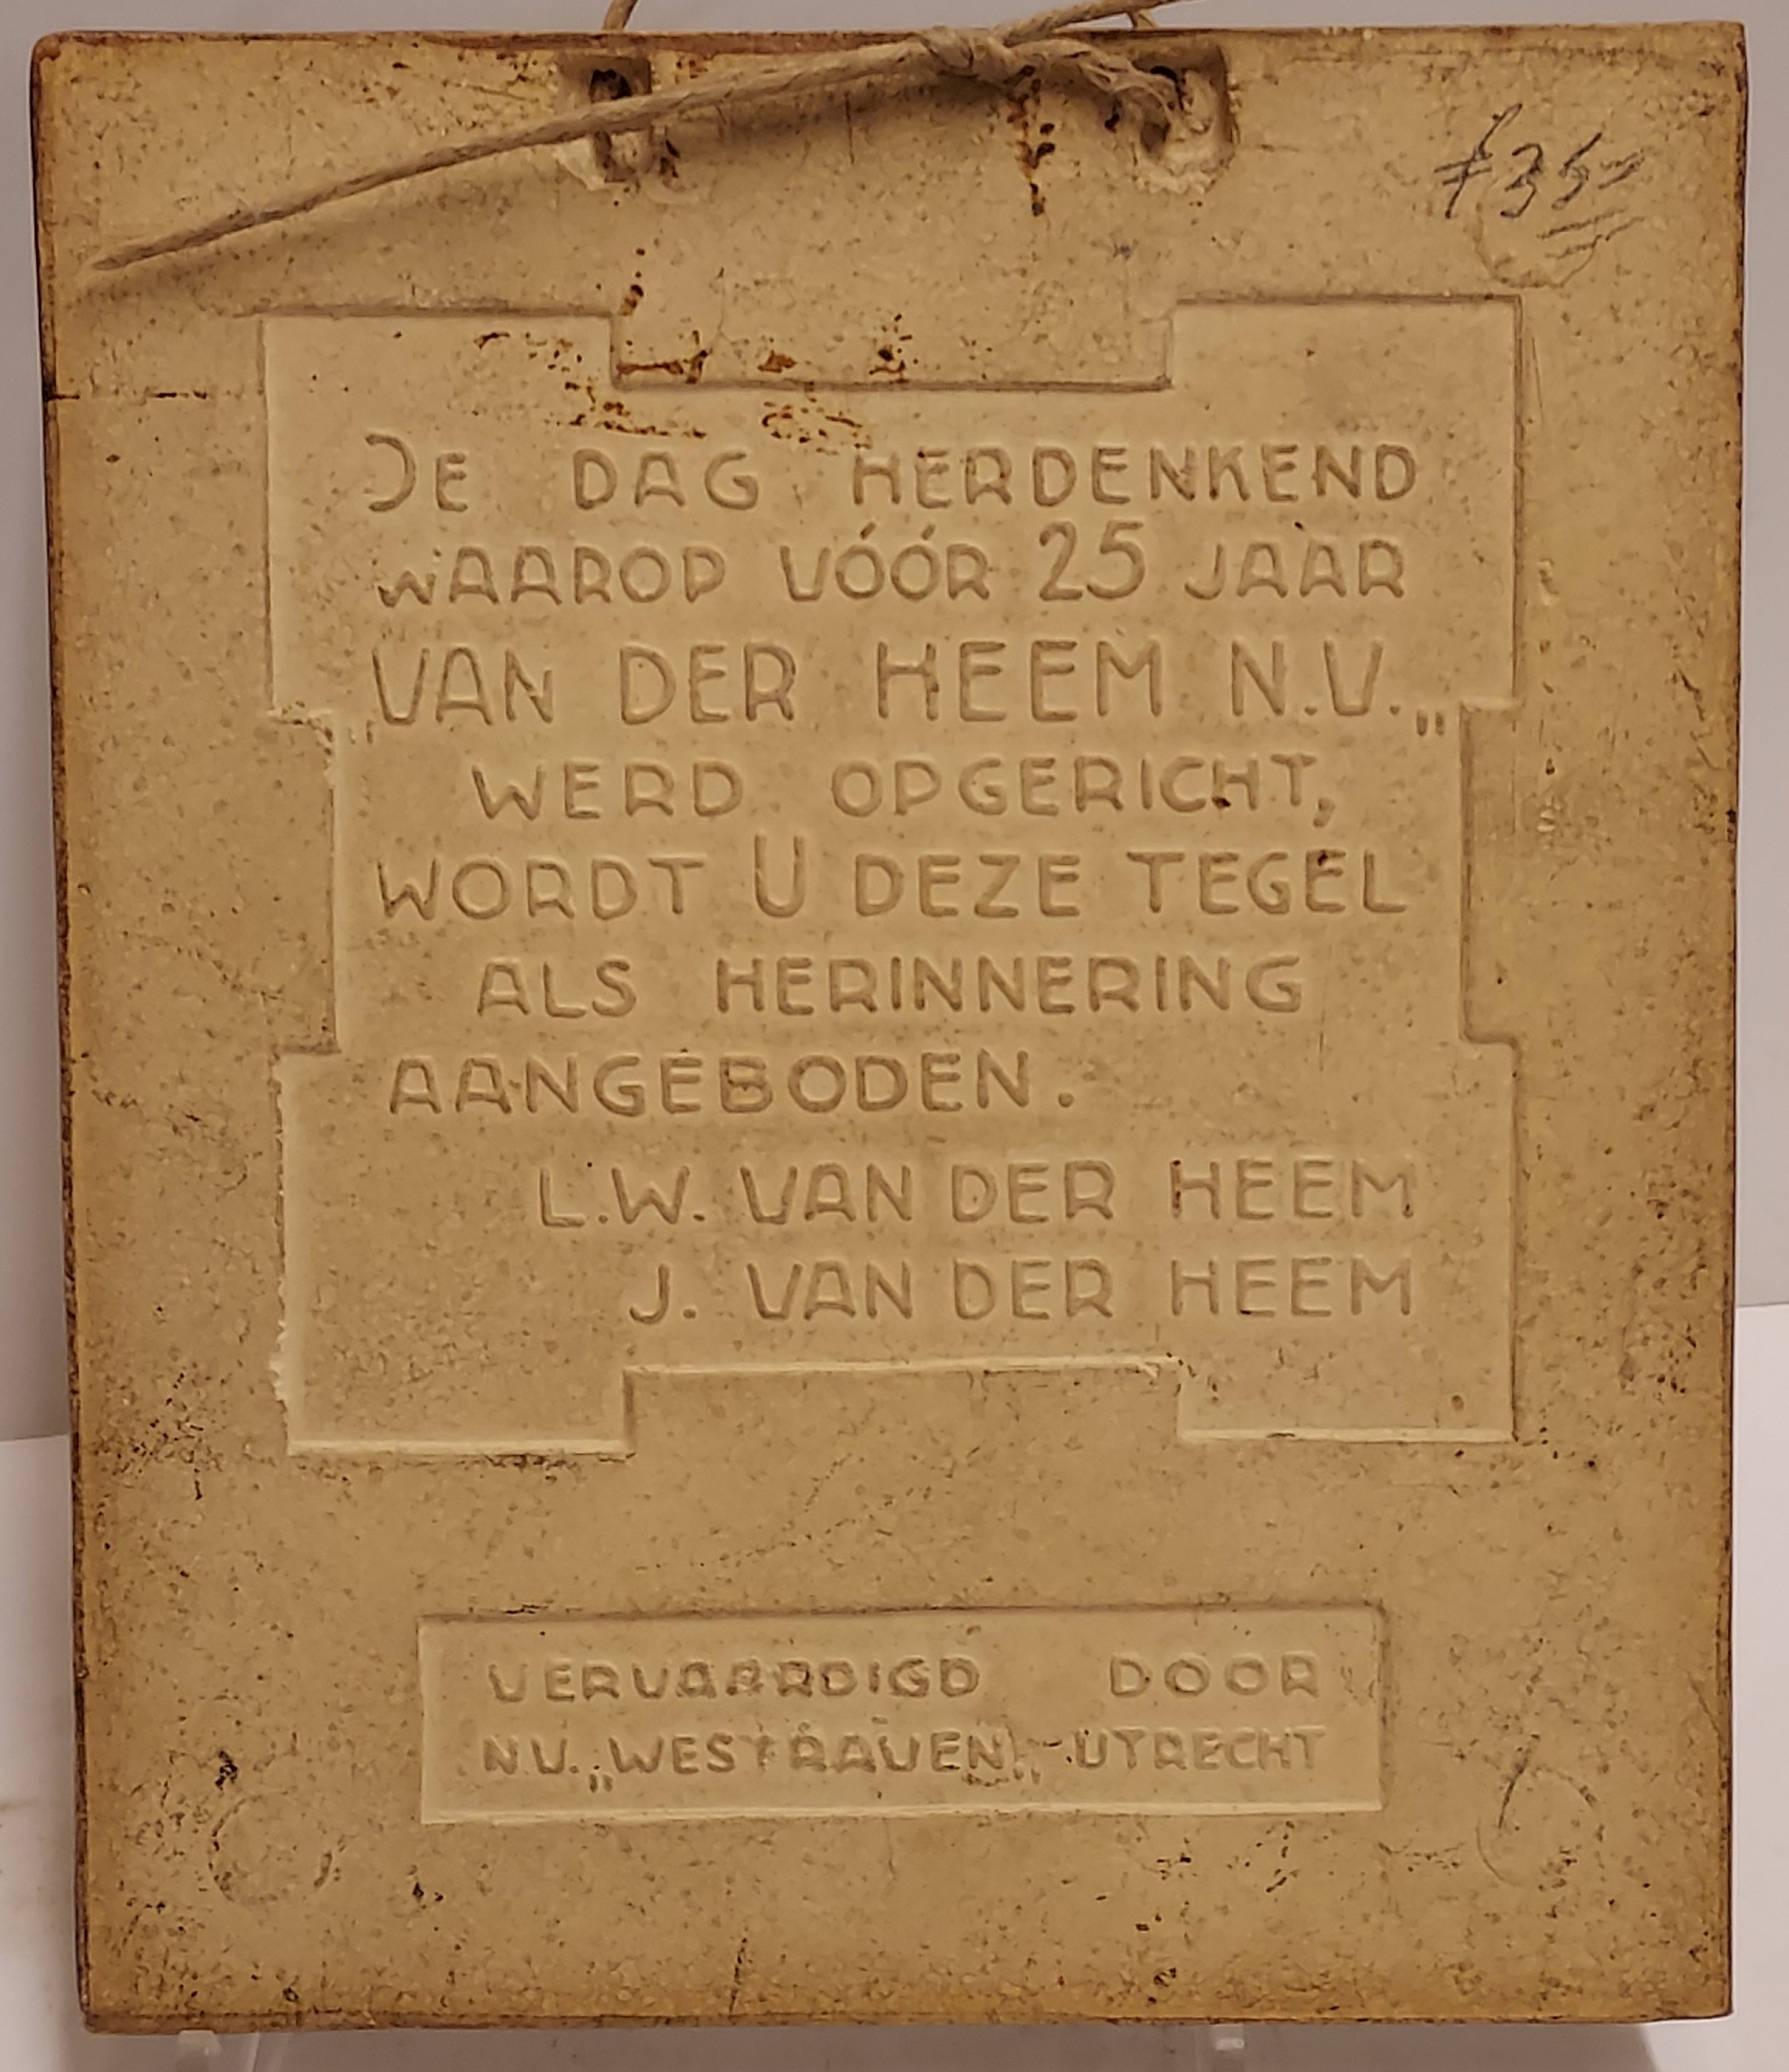 ƒ 35=
DE DAG HERDENKEND
WAAROP VÓÓR 25 JAAR
„VAN DER HEEM N.V.„
WERD OPGERICHT,
WORDT U DEZE TEGEL
ALS HERINNERING
AANGEBODEN.
L.W. VAN DER HEEM
J. VAN DER HEEM
VERVAARDIGD DOOR
N.V. „WESTRAVEN„ UTRECHT